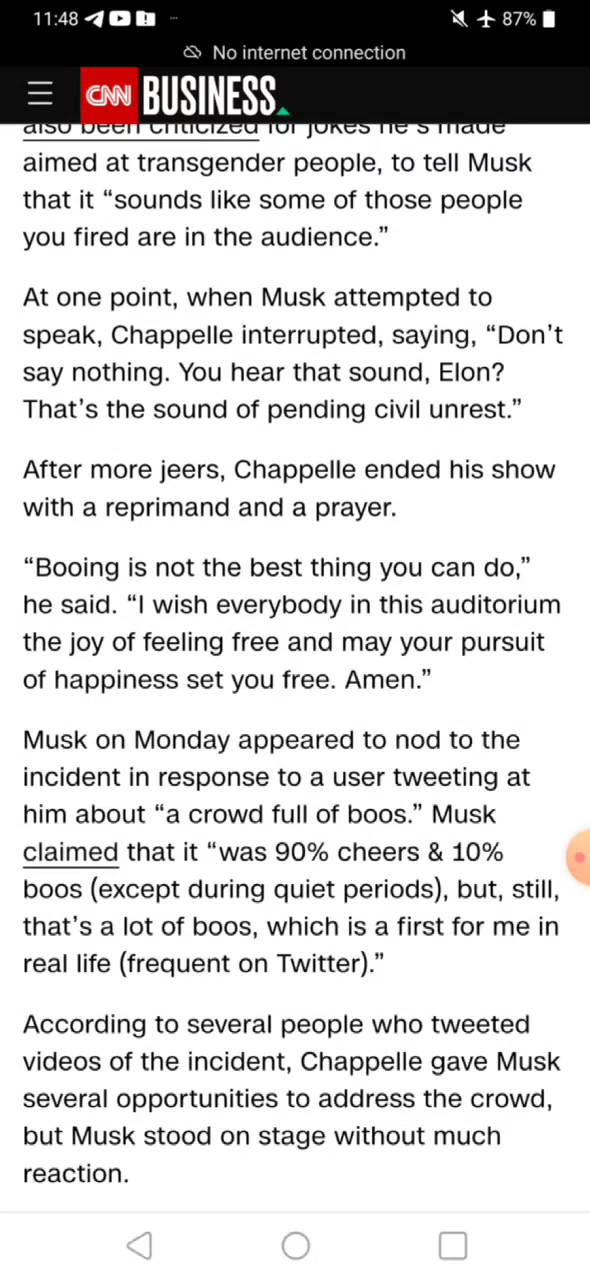 11:48 87%
No internet connection
CNN BUSINESS
also been criticized for jokes he's made
aimed at transgender people, to tell Musk
that it “sounds like some of those people
you fired are in the audience.”
At one point, when Musk attempted to
speak, Chappelle interrupted, saying, “Don’t
say nothing. You hear that sound, Elon?
That’s the sound of pending civil unrest.”
After more jeers, Chappelle ended his show
with a reprimand and a prayer.
“Booing is not the best thing you can do,”
he said. “I wish everybody in this auditorium
the joy of feeling free and may your pursuit
of happiness set you free. Amen.”
Musk on Monday appeared to nod to the
incident in response to a user tweeting at
him about “a crowd full of boos.” Musk
claimed that it “was 90% cheers & 10%
boos (except during quiet periods), but, still,
that’s a lot of boos, which is a first for me in
real life (frequent on Twitter).”
According to several people who tweeted
videos of the incident, Chappelle gave Musk
several opportunities to address the crowd,
but Musk stood on stage without much
reaction.